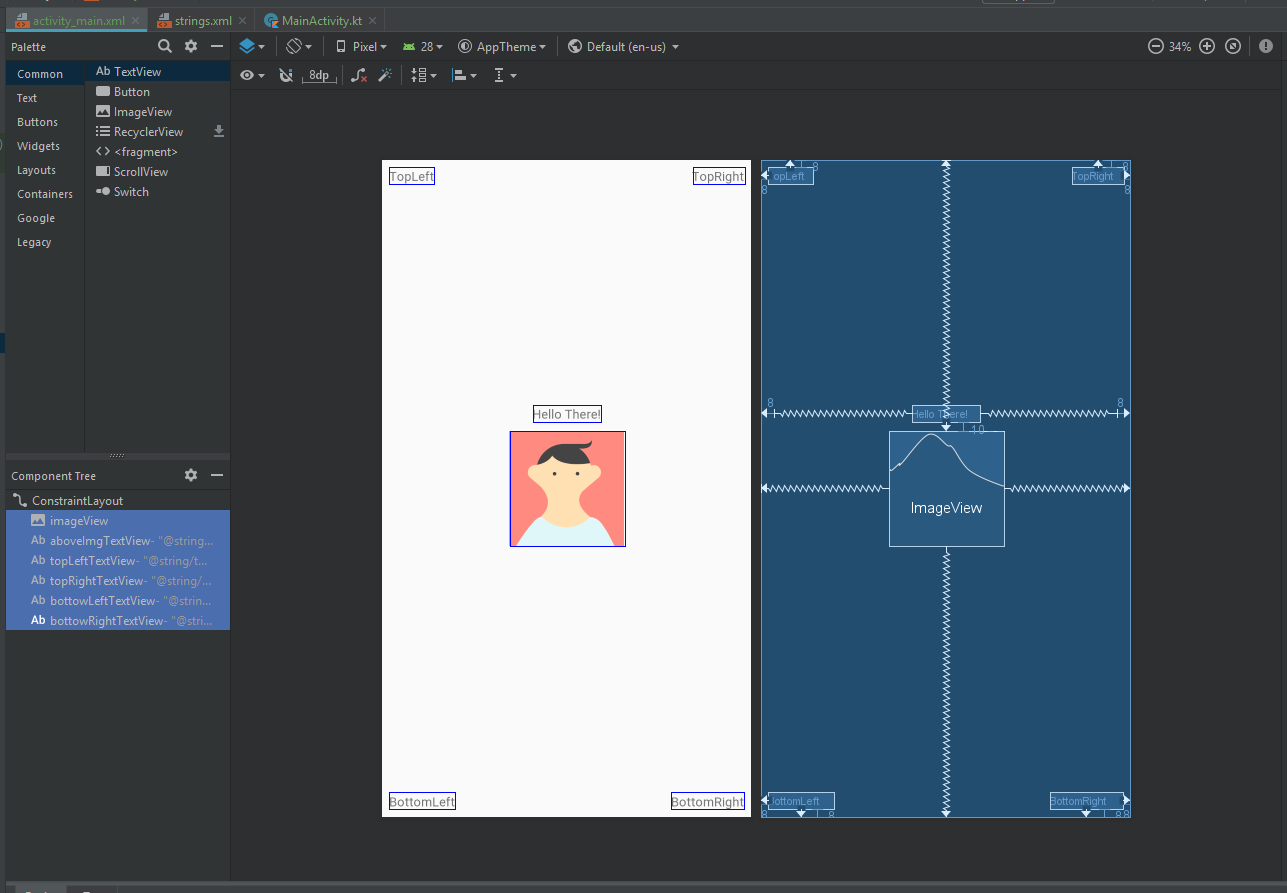 activity_main.xml
strings.xml
MainActivity.kt
Palette
Pixel
28
AppTheme
Default (en-us)
34%
Common
Text
Buttons
Widgets
Layouts
Containers
Google
Legacy
Ab TextView
Button
ImageView
RecyclerView
<fragment>
ScrollView
Switch
8dp
TopLeft
TopRight
Hello There!
BottomLeft
BottomRight
8
opLeft
8
TopRight
8
8
8
Hello There!
10
ImageView
ottomLeft
8
8
BottomRight
8
8
Component Tree
ConstraintLayout
imageView
Ab aboveImgTextView- "@string...
Ab topLeftTextView- "@string/t...
Ab topRightTextView- "@string/...
Ab bottowLeftTextView- "@strin...
Ab bottowRightTextView- "@stri...